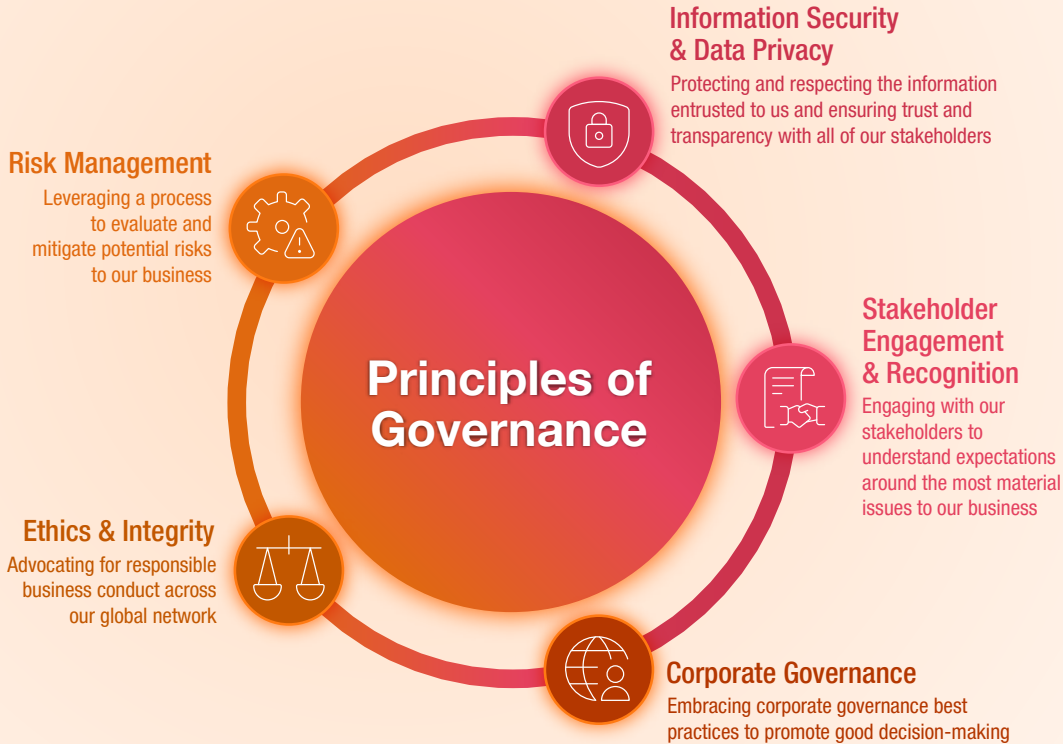 Information Security
& Data Privacy
Protecting and respecting the information
entrusted to us and ensuring trust and
transparency with all of our stakeholders
Risk Management
Leveraging a process
to evaluate and
mitigate potential risks
to our business
Stakeholder
Engagement
& Recognition
Engaging with our
stakeholders to
understand expectations
around the most material
issues to our business
Principles of
Governance
Ethics & Integrity
Advocating for responsible
business conduct across
our global network
Corporate Governance
Embracing corporate governance best
practices to promote good decision-making